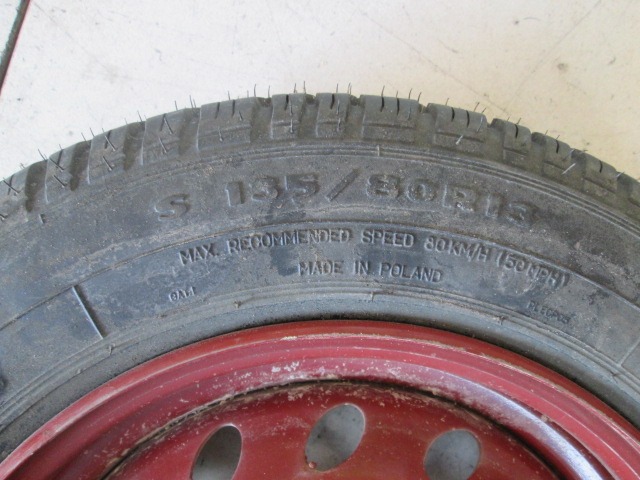 S 135/80R13
MAX. RECOMMENDED SPEED 80KM/H (50MPH)
MADE IN POLAND